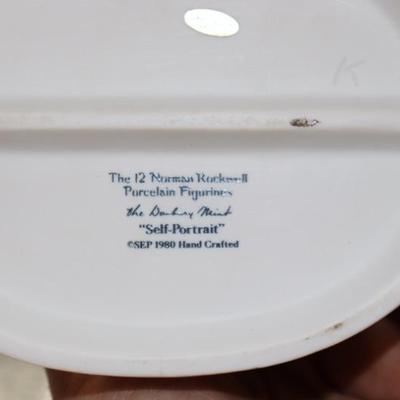 K
The 12 Norman Rockwell
Porcelain Figurines
the Danbury Mint
"Self-Portrait"
©SEP 1980 Hand Crafted